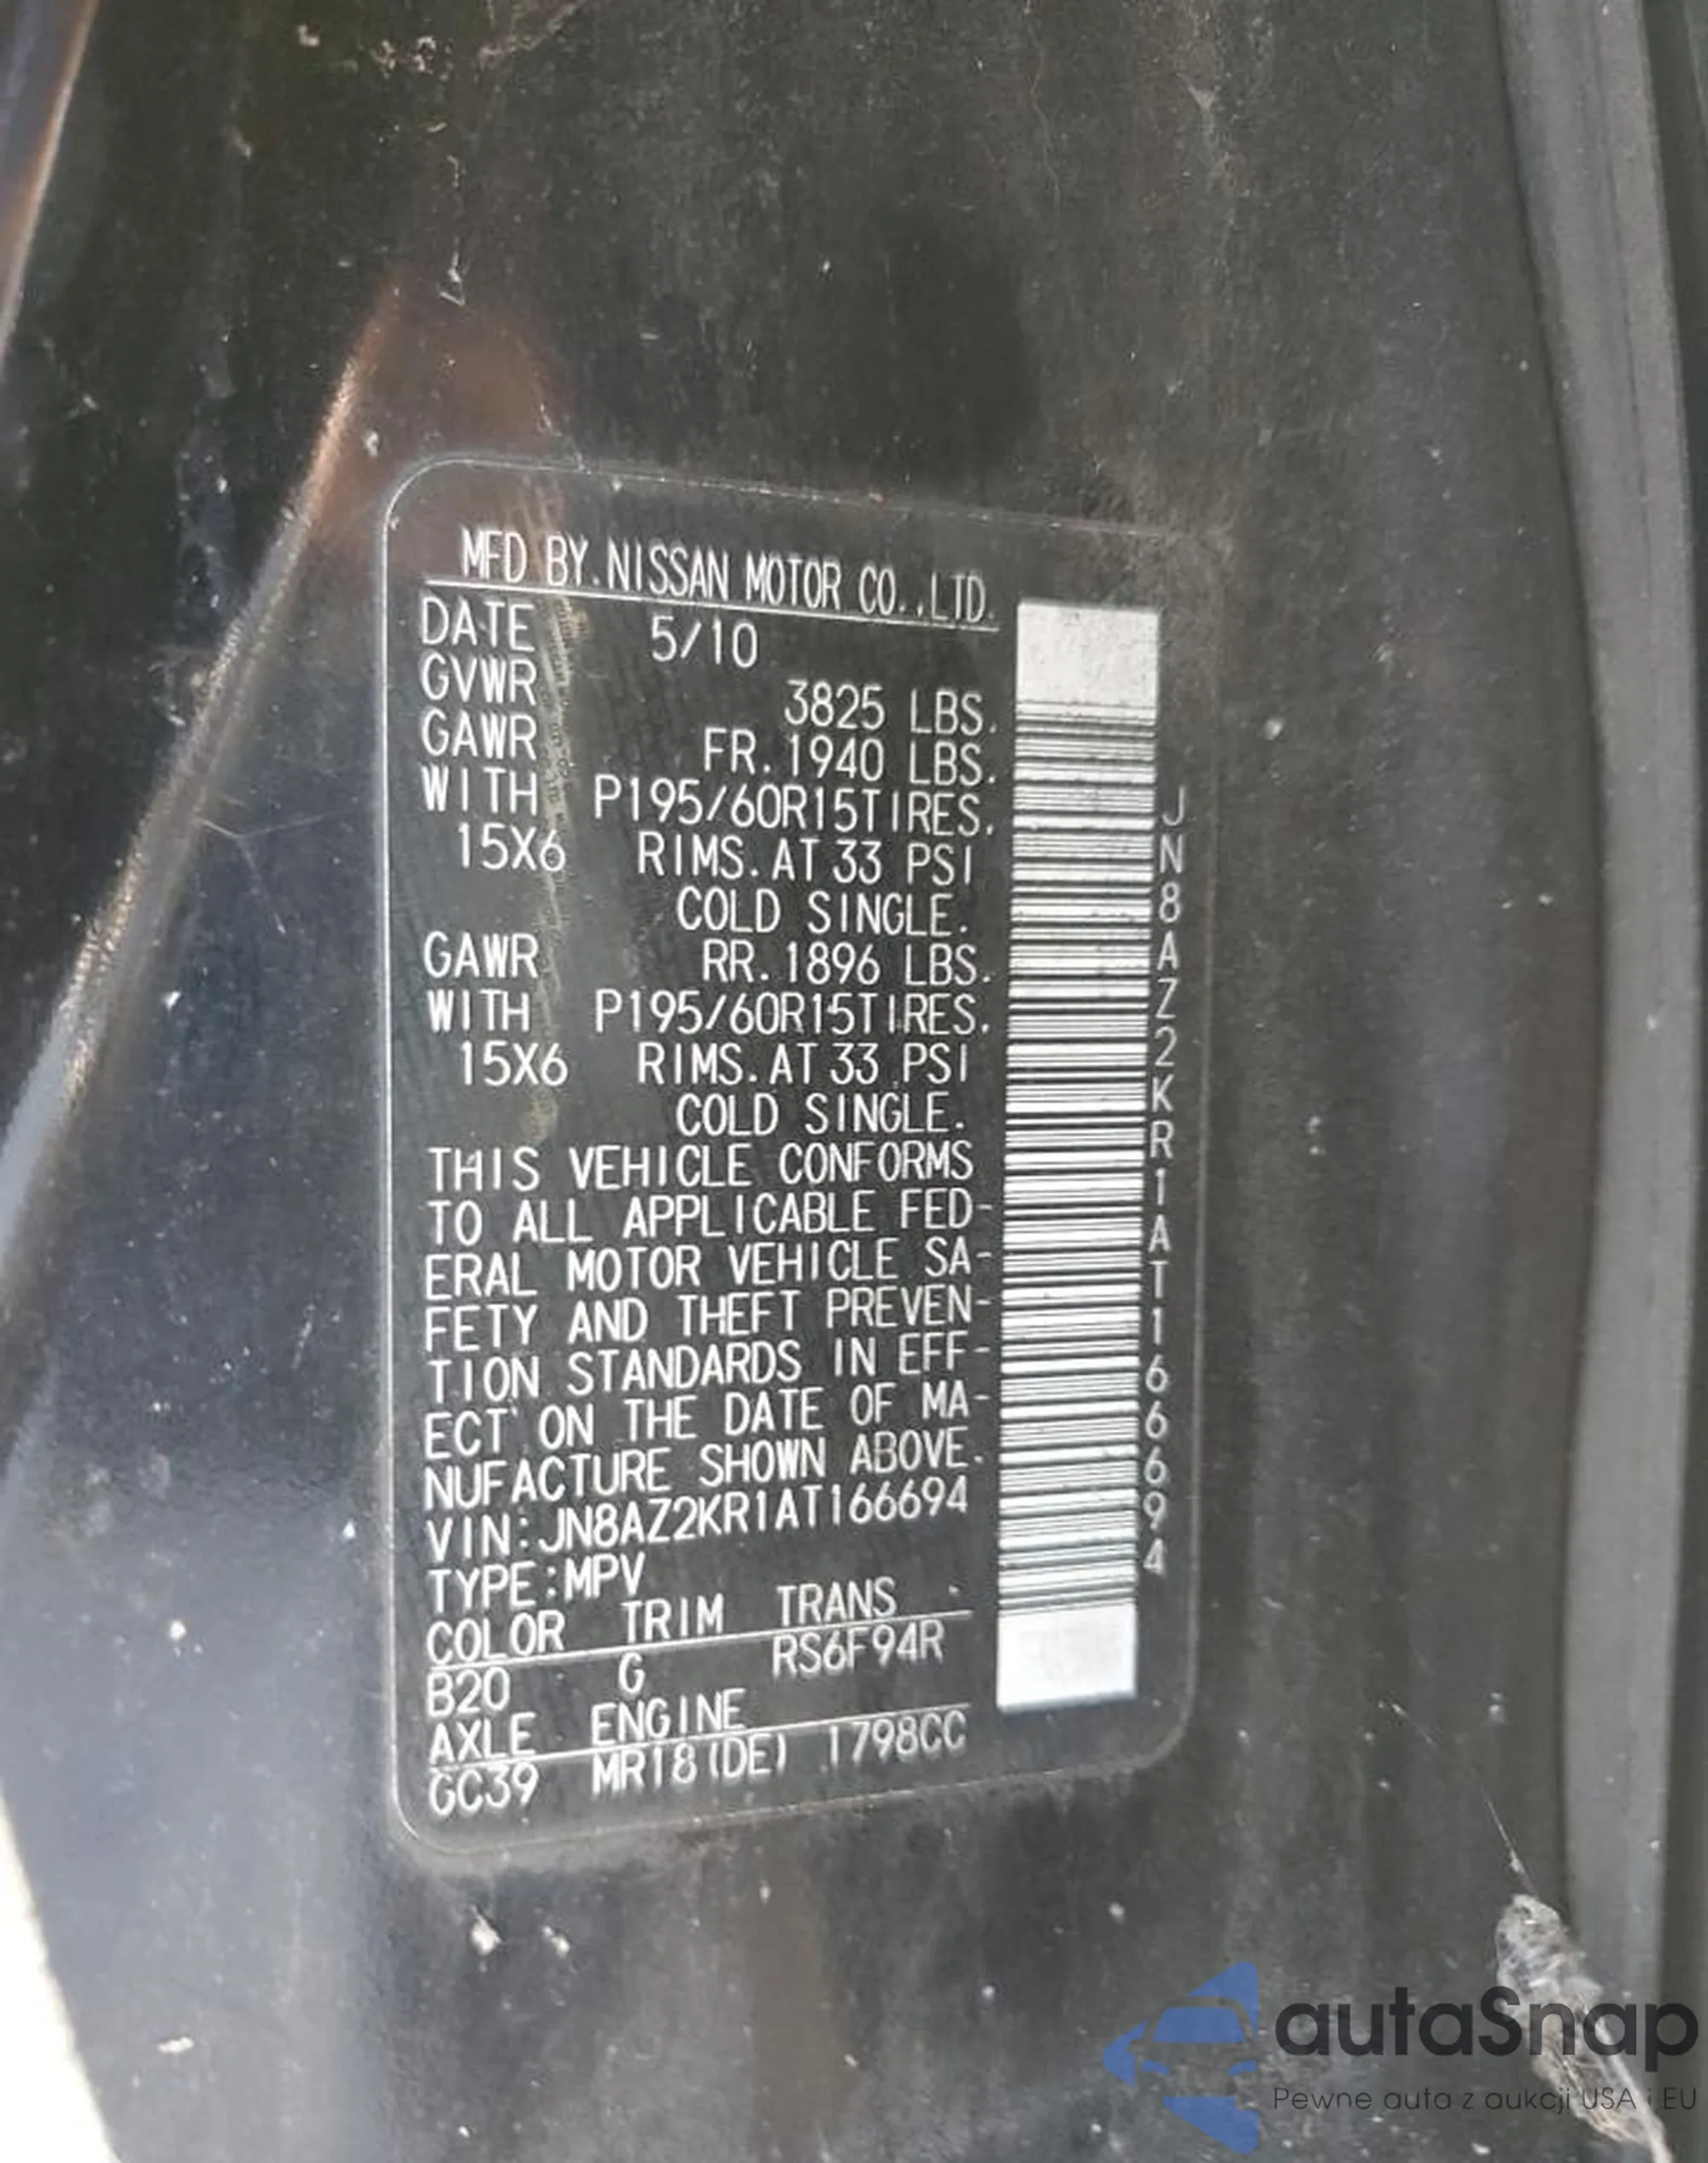 MFD BY.NISSAN MOTOR CO.,LTD.
DATE 5/10
GVWR 3825 LBS.
GAWR FR.1940 LBS.
WITH P195/60R15TIRES.
15X6 RIMS.AT 33 PSI
COLD SINGLE.
GAWR RR.1896 LBS.
WITH P195/60R15TIRES.
15X6 RIMS.AT 33 PSI
COLD SINGLE.
THIS VEHICLE CONFORMS
TO ALL APPLICABLE FED-
ERAL MOTOR VEHICLE SA-
FETY AND THEFT PREVEN-
TION STANDARDS IN EFF-
ECT ON THE DATE OF MA-
NUFACTURE SHOWN ABOVE.
VIN:JN8AZ2KR1AT166694
TYPE:MPV
COLOR TRIM TRANS
B20 G RS6F94R
AXLE ENGINE
GC39 MR18(DE) 1798CC
JN8AZ2KR1AT166694
autaSnap
Pewne auta z aukcji USA i EU